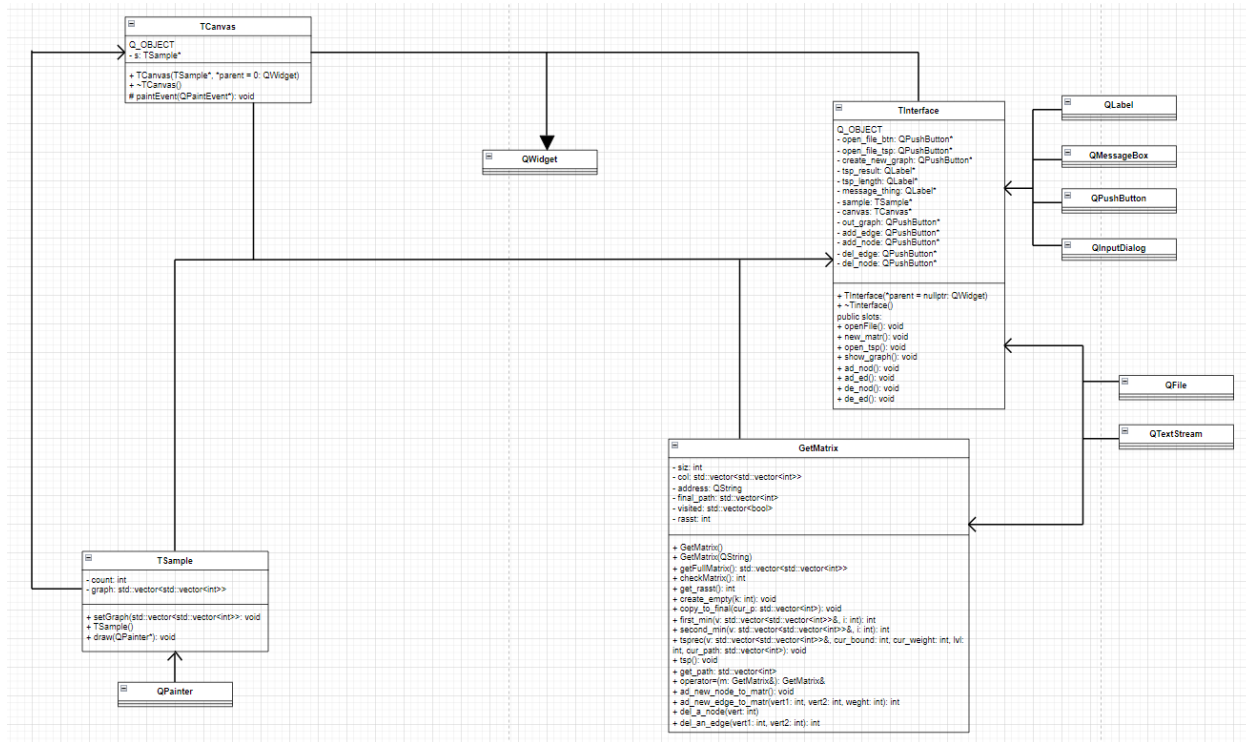 TCanvas
Q_OBJECT
- s: TSample*
+ TCanvas(TSample*, *parent = 0: QWidget)
+ ~TCanvas()
# paintEvent(QPaintEvent*): void
QWidget
TInterface
Q_OBJECT
- open_file_btn: QPushButton*
- open_file_tsp: QPushButton*
- create_new_graph: QPushButton*
- tsp_result: QLabel*
- tsp_length: QLabel*
- message_thing: QLabel*
- sample: TSample*
- canvas: TCanvas*
- out_graph: QPushButton*
- add_edge: QPushButton*
- add_node: QPushButton*
- del_edge: QPushButton*
- del_node: QPushButton*
+ TInterface(*parent = nullptr: QWidget)
+ ~TInterface()
public slots:
+ openFile(): void
+ new_matr(): void
+ open_tsp(): void
+ show_graph(): void
+ ad_nod(): void
+ ad_ed(): void
+ de_nod(): void
+ de_ed(): void
QLabel
QMessageBox
QPushButton
QInputDialog
QFile
QTextStream
GetMatrix
- siz: int
- col: std::vector<std::vector<int>>
- address: QString
- final_path: std::vector<int>
- visited: std::vector<bool>
- rasst: int
+ GetMatrix()
+ GetMatrix(QString)
+ getFullMatrix(): std::vector<std::vector<int>>
+ checkMatrix(): int
+ get_rasst(): int
+ create_empty(k: int): void
+ copy_to_final(cur_p: std::vector<int>): void
+ first_min(v: std::vector<std::vector<int>>&, i: int): int
+ second_min(v: std::vector<std::vector<int>>&, i: int): int
+ tsprec(v: std::vector<std::vector<int>>&, cur_bound: int, cur_weight: int, lvl:
int, cur_path: std::vector<int>): void
+ tsp(): void
+ get_path: std::vector<int>
+ operator=(m: GetMatrix&): GetMatrix&
+ ad_new_node_to_matr(): void
+ ad_new_edge_to_matr(vert1: int, vert2: int, weght: int): int
+ del_a_node(vert: int)
+ del_an_edge(vert1: int, vert2: int): int
TSample
- count: int
- graph: std::vector<std::vector<int>>
+ setGraph(std::vector<std::vector<int>>: void
+ TSample()
+ draw(QPainter*): void
QPainter